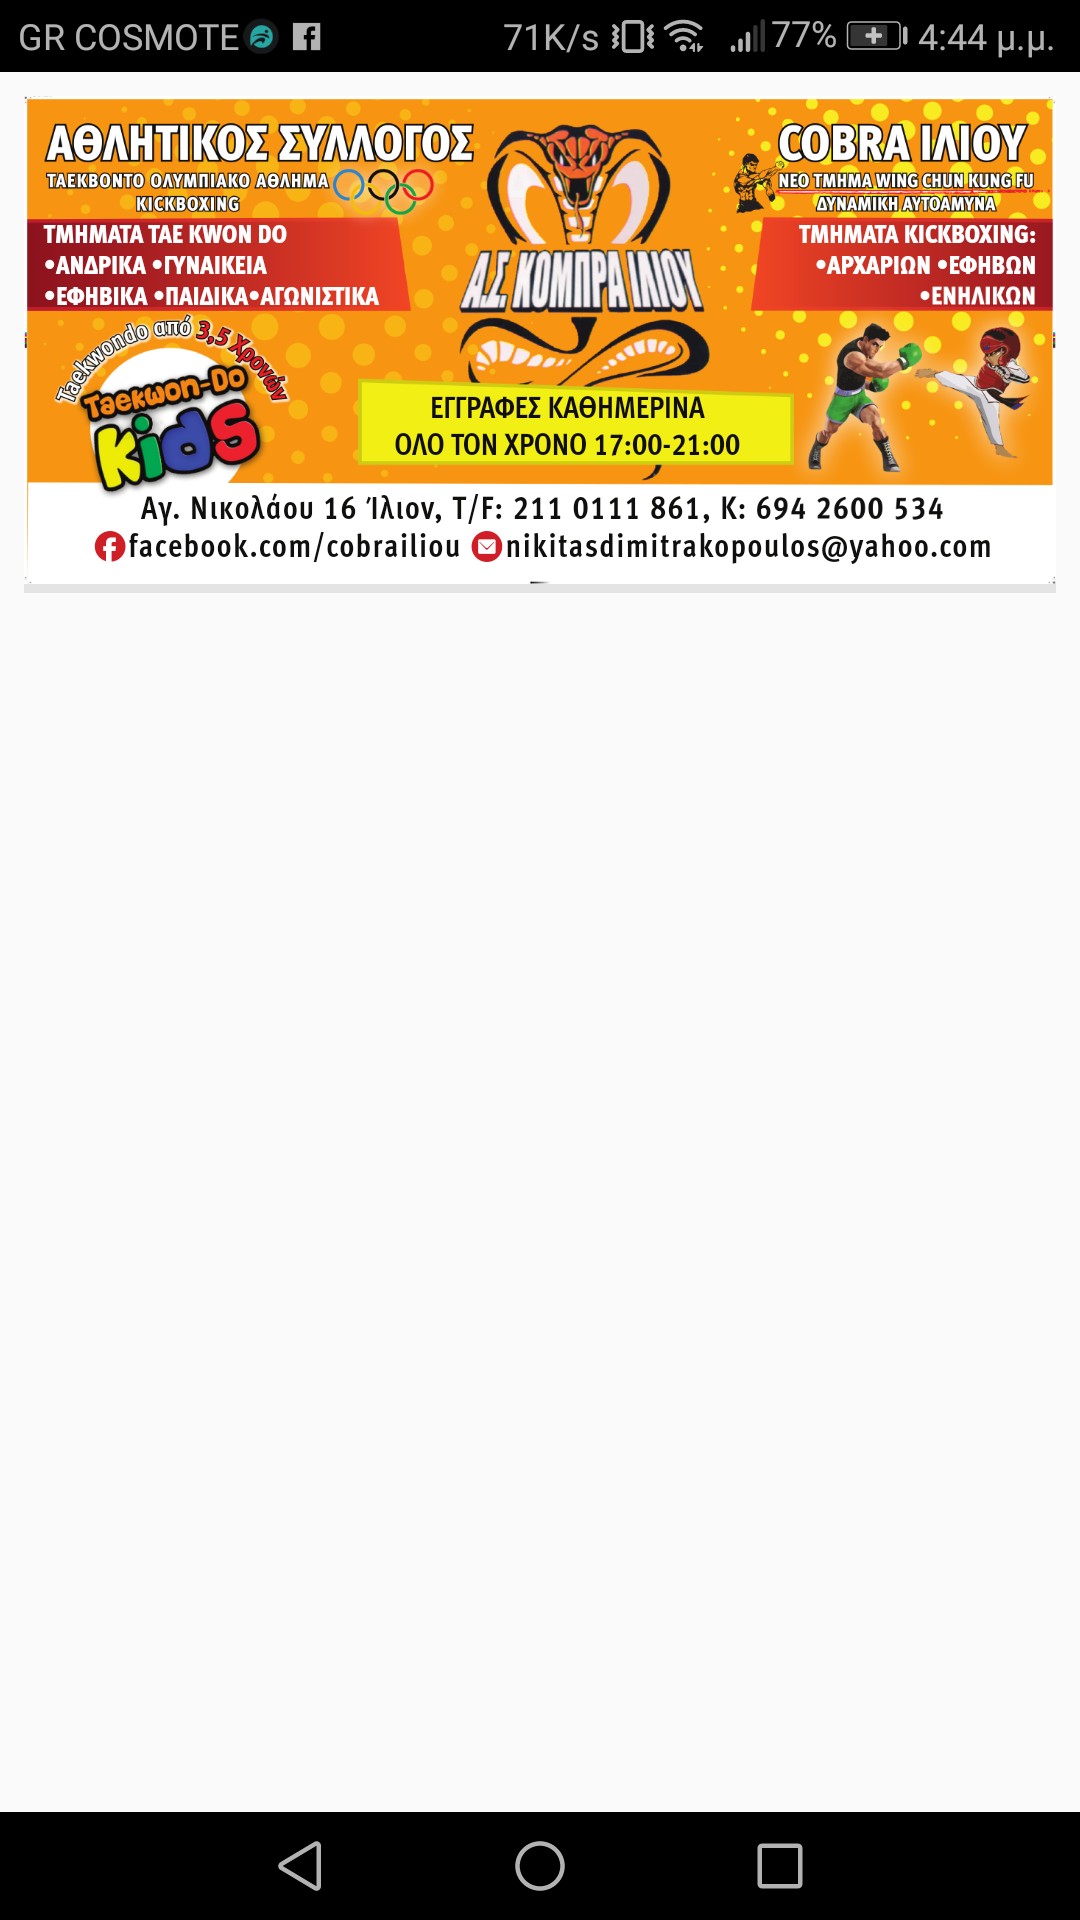 GR COSMOTE 71K/s 77% 4:44 μ.μ.
ΑΘΛΗΤΙΚΟΣ ΣΥΛΛΟΓΟΣ
ΤΑΕΚΒΟΝΤΟ ΟΛΥΜΠΙΑΚΟ ΑΘΛΗΜΑ
KICKBOXING
ΤΜΗΜΑΤΑ TAE KWON DO
•ΑΝΔΡΙΚΑ •ΓΥΝΑΙΚΕΙΑ
•ΕΦΗΒΙΚΑ •ΠΑΙΔΙΚΑ•ΑΓΩΝΙΣΤΙΚΑ
Taekwondo από 3,5 Χρονών
Taekwon-Do
Kids
Α.Σ ΚΟΜΠΡΑ ΙΛΙΟΥ
COBRA ΙΛΙΟΥ
ΝΕΟ ΤΜΗΜΑ WING CHUN KUNG FU
ΔΥΝΑΜΙΚΗ ΑΥΤΟΑΜΥΝΑ
ΤΜΗΜΑΤΑ KICKBOXING:
•ΑΡΧΑΡΙΩΝ •ΕΦΗΒΩΝ
•ΕΝΗΛΙΚΩΝ
ΕΓΓΡΑΦΕΣ ΚΑΘΗΜΕΡΙΝΑ
ΟΛΟ ΤΟΝ ΧΡΟΝΟ 17:00-21:00
Αγ. Νικολάου 16 Ίλιον, T/F: 211 0111 861, K: 694 2600 534
facebook.com/cobrailiou nikitasdimitrakopoulos@yahoo.com